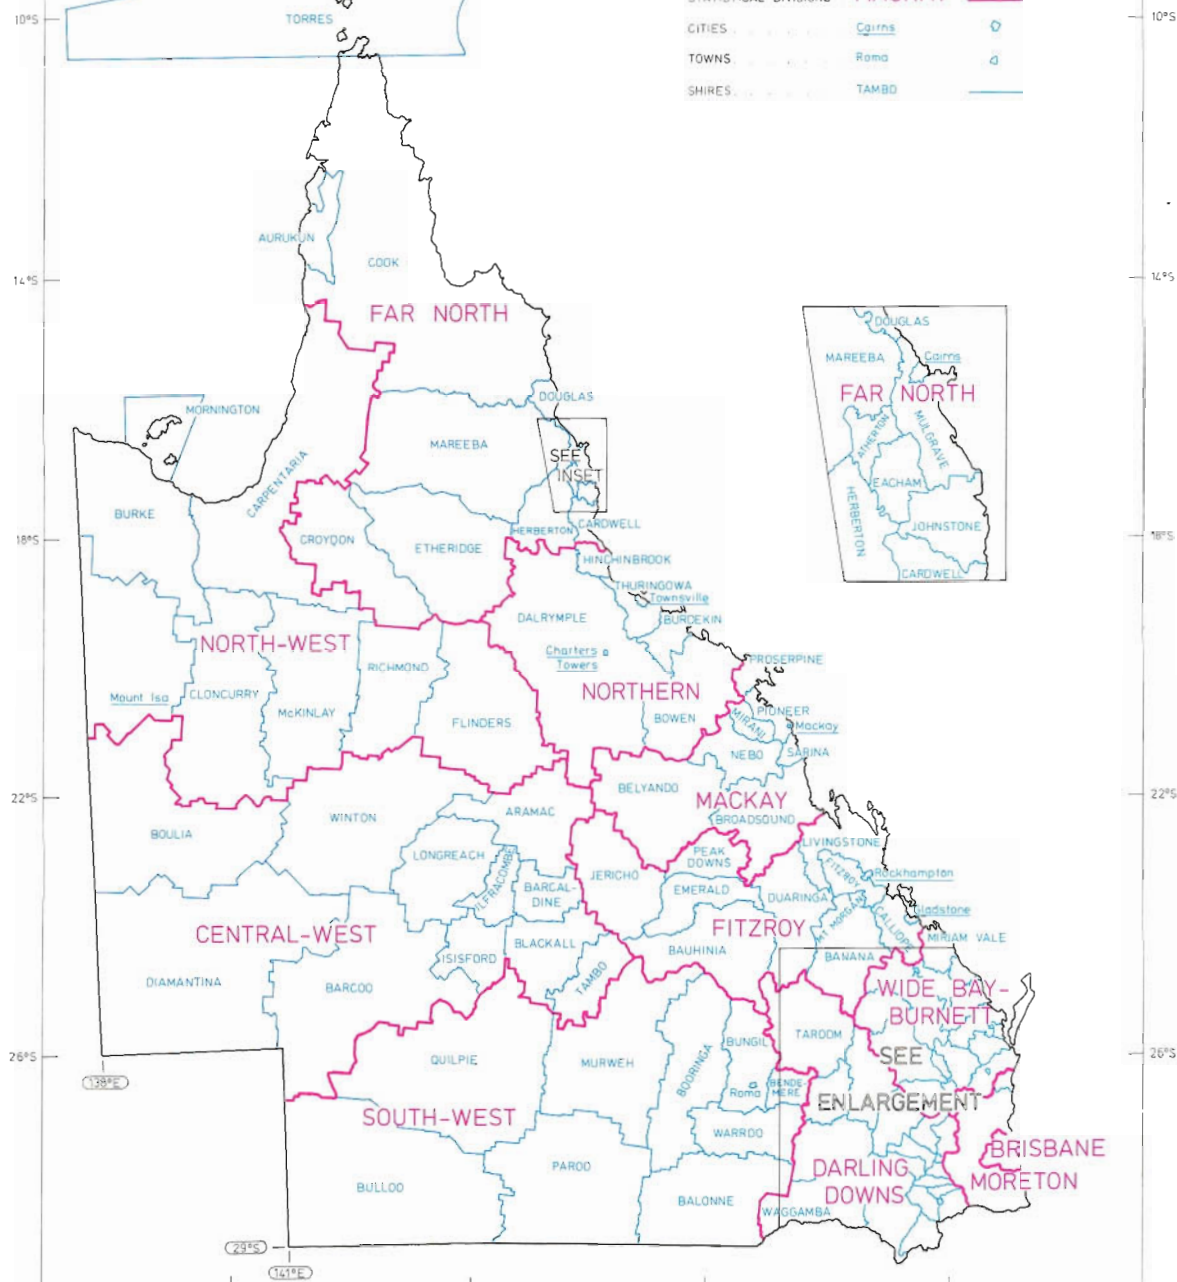 10°S
TORRES
10°S
CITIES Cairns
TOWNS Roma
SHIRES TAMBO
AURUKUN
COOK
14°S
14°S
FAR NORTH
DOUGLAS
MAREEBA
Cairns
FAR NORTH
ATHERTON
MULGRAVE
EACHAM
HERBERTON
JOHNSTONE
CARDWELL
MORNINGTON
DOUGLAS
MAREEBA
SEE
INSET
CARPENTARIA
BURKE
CROYDON
ETHERIDGE
HERBERTON
CARDWELL
18°S
18°S
HINCHINBROOK
THURINGOWA
Townsville
DALRYMPLE
BURDEKIN
NORTH-WEST
Charters
Towers
PROSERPINE
RICHMOND
Mount Isa
CLONCURRY
McKINLAY
FLINDERS
NORTHERN
BOWEN
MIRANI
PIONEER
Mackay
NEBO
SARINA
22°S
22°S
BELYANDO
MACKAY
BROADSOUND
BOULIA
WINTON
ARAMAC
LONGREACH
ILFRACOMBE
BARCAL-
DINE
JERICHO
PEAK
DOWNS
EMERALD
LIVINGSTONE
FITZROY
Rockhampton
DUARINGA
MT MORGAN
CALLIOPE
Gladstone
CENTRAL-WEST
FITZROY
MIRIAM VALE
ISISFORD
BLACKALL
BAUHINIA
BANANA
DIAMANTINA
BARCOO
TAMBO
WIDE BAY-
BURNETT
TAROOM
BUNGIL
26°S
26°S
138°E
QUILPIE
MURWEH
BOORINGA
SEE
ENLARGEMENT
Roma
BENDE-
MERE
SOUTH-WEST
WARROO
BRISBANE
MORETON
DARLING
DOWNS
PAROO
BULLOO
BALONNE
WAGGAMBA
29°S
141°E